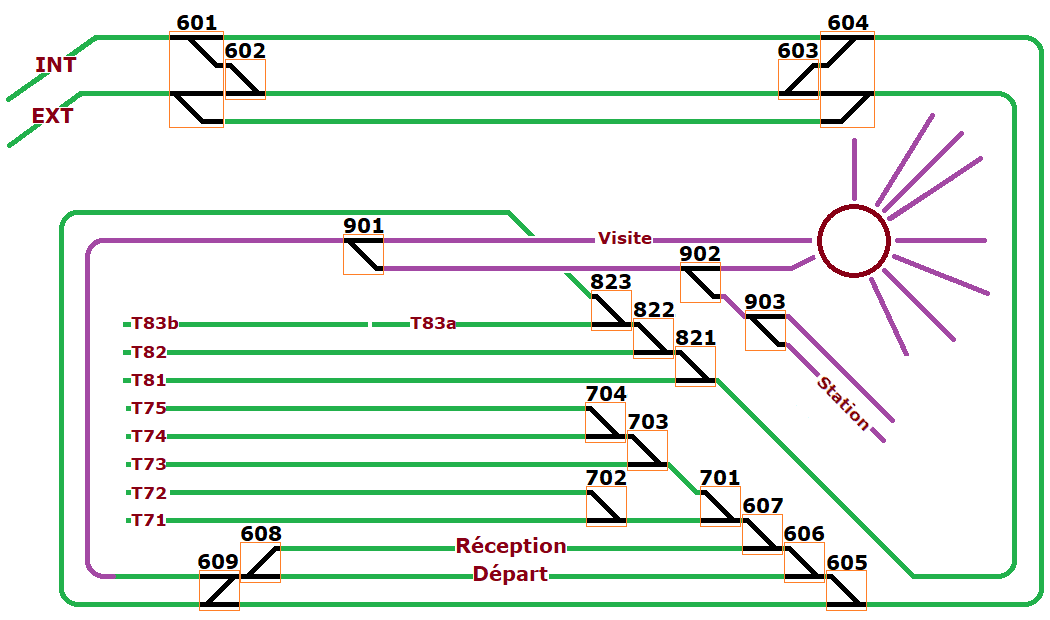 601
604
602
603
INT
EXT
901
Visite
902
823
903
822
T83b
T83a
821
T82
T81
Station
704
T75
703
T74
T73
702
701
T72
607
T71
606
608
Réception
605
609
Départ